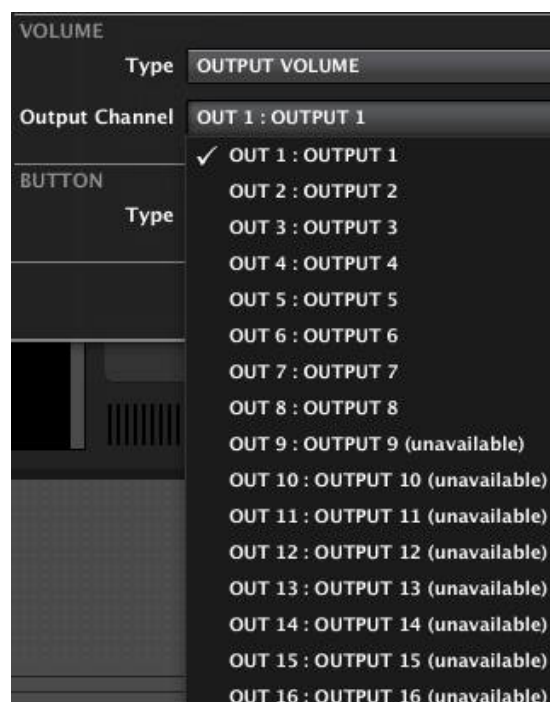 VOLUME
Type OUTPUT VOLUME
Output Channel OUT 1 : OUTPUT 1
✓ OUT 1 : OUTPUT 1
BUTTON
OUT 2 : OUTPUT 2
Type
OUT 3 : OUTPUT 3
OUT 4 : OUTPUT 4
OUT 5 : OUTPUT 5
OUT 6 : OUTPUT 6
OUT 7 : OUTPUT 7
OUT 8 : OUTPUT 8
OUT 9 : OUTPUT 9 (unavailable)
OUT 10 : OUTPUT 10 (unavailable)
OUT 11 : OUTPUT 11 (unavailable)
OUT 12 : OUTPUT 12 (unavailable)
OUT 13 : OUTPUT 13 (unavailable)
OUT 14 : OUTPUT 14 (unavailable)
OUT 15 : OUTPUT 15 (unavailable)
OUT 16 : OUTPUT 16 (unavailable)